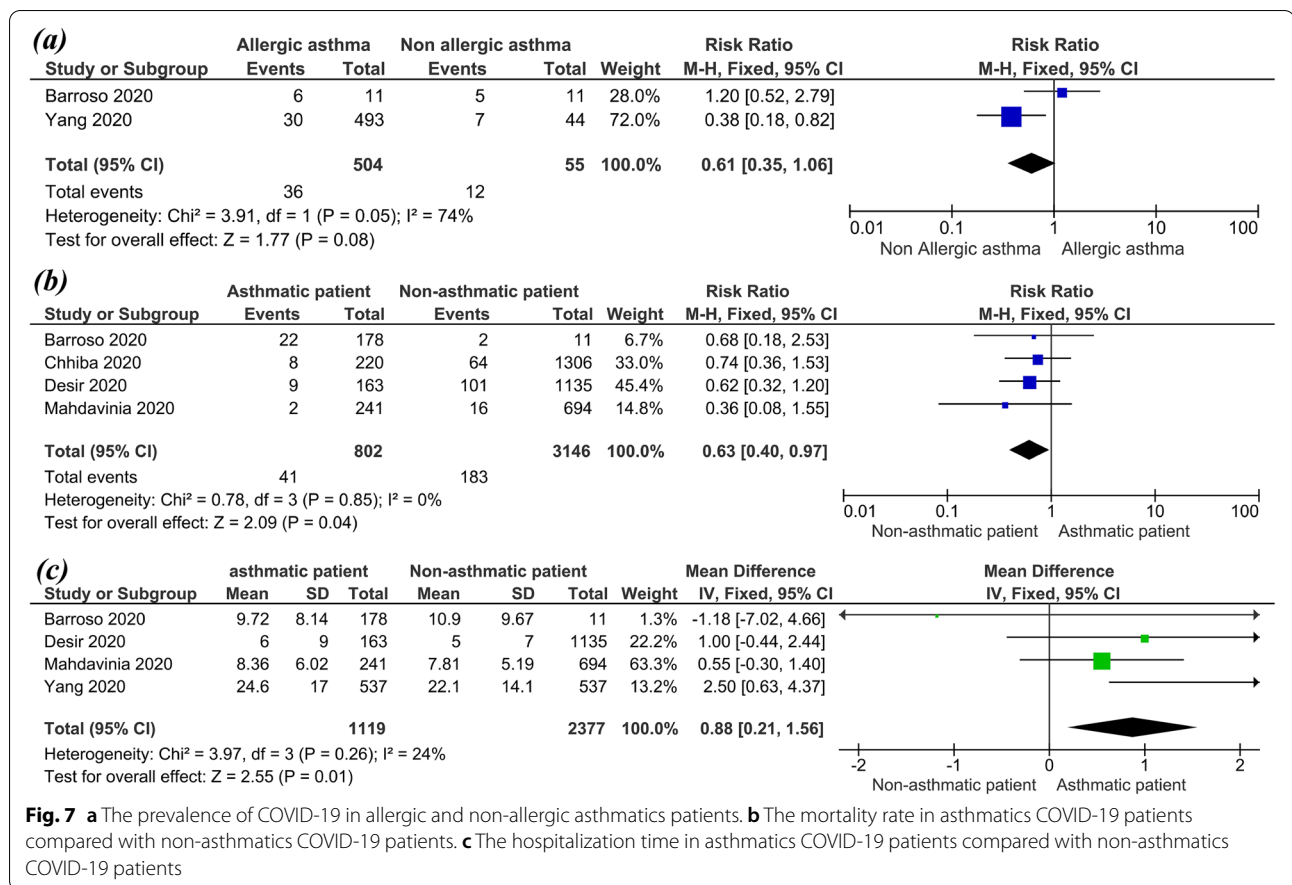 (a)
Allergic asthma Non allergic asthma Risk Ratio Risk Ratio
Study or Subgroup Events Total Events Total Weight M-H, Fixed, 95% CI M-H, Fixed, 95% CI
Barroso 2020 6 11 5 11 28.0% 1.20 [0.52, 2.79]
Yang 2020 30 493 7 44 72.0% 0.38 [0.18, 0.82]
Total (95% CI) 504 55 100.0% 0.61 [0.35, 1.06]
Total events 36 12
Heterogeneity: Chi² = 3.91, df = 1 (P = 0.05); I² = 74%
Test for overall effect: Z = 1.77 (P = 0.08)
0.01 0.1 1 10 100
Non Allergic asthma Allergic asthma
(b)
Asthmatic patient Non-asthmatic patient Risk Ratio Risk Ratio
Study or Subgroup Events Total Events Total Weight M-H, Fixed, 95% CI M-H, Fixed, 95% CI
Barroso 2020 22 178 2 11 6.7% 0.68 [0.18, 2.53]
Chhiba 2020 8 220 64 1306 33.0% 0.74 [0.36, 1.53]
Desir 2020 9 163 101 1135 45.4% 0.62 [0.32, 1.20]
Mahdavinia 2020 2 241 16 694 14.8% 0.36 [0.08, 1.55]
Total (95% CI) 802 3146 100.0% 0.63 [0.40, 0.97]
Total events 41 183
Heterogeneity: Chi² = 0.78, df = 3 (P = 0.85); I² = 0%
Test for overall effect: Z = 2.09 (P = 0.04)
0.01 0.1 1 10 100
Non-asthmatic patient Asthmatic patient
(c)
asthmatic patient Non-asthmatic patient Mean Difference Mean Difference
Study or Subgroup Mean SD Total Mean SD Total Weight IV, Fixed, 95% CI IV, Fixed, 95% CI
Barroso 2020 9.72 8.14 178 10.9 9.67 11 1.3% -1.18 [-7.02, 4.66]
Desir 2020 6 9 163 5 7 1135 22.2% 1.00 [-0.44, 2.44]
Mahdavinia 2020 8.36 6.02 241 7.81 5.19 694 63.3% 0.55 [-0.30, 1.40]
Yang 2020 24.6 17 537 22.1 14.1 537 13.2% 2.50 [0.63, 4.37]
Total (95% CI) 1119 2377 100.0% 0.88 [0.21, 1.56]
Heterogeneity: Chi² = 3.97, df = 3 (P = 0.26); I² = 24%
Test for overall effect: Z = 2.55 (P = 0.01)
-2 -1 0 1 2
Non-asthmatic patient Asthmatic patient
Fig. 7 a The prevalence of COVID-19 in allergic and non-allergic asthmatics patients. b The mortality rate in asthmatics COVID-19 patients
compared with non-asthmatics COVID-19 patients. c The hospitalization time in asthmatics COVID-19 patients compared with non-asthmatics
COVID-19 patients